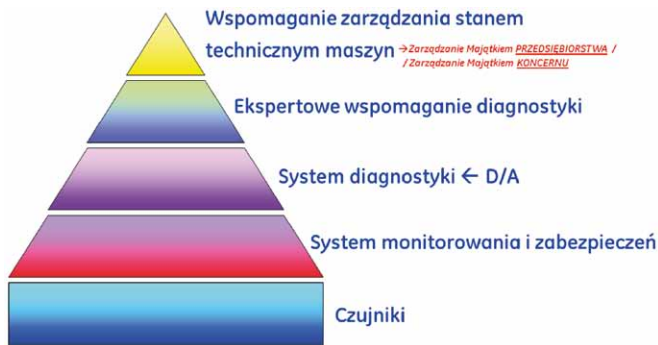 Wspomaganie zarządzania stanem
technicznym maszyn →Zarządzanie Majątkiem PRZEDSIĘBIORSTWA /
/ Zarządzanie Majątkiem KONCERNU
Ekspertowe wspomaganie diagnostyki
System diagnostyki ← D/A
System monitorowania i zabezpieczeń
Czujniki